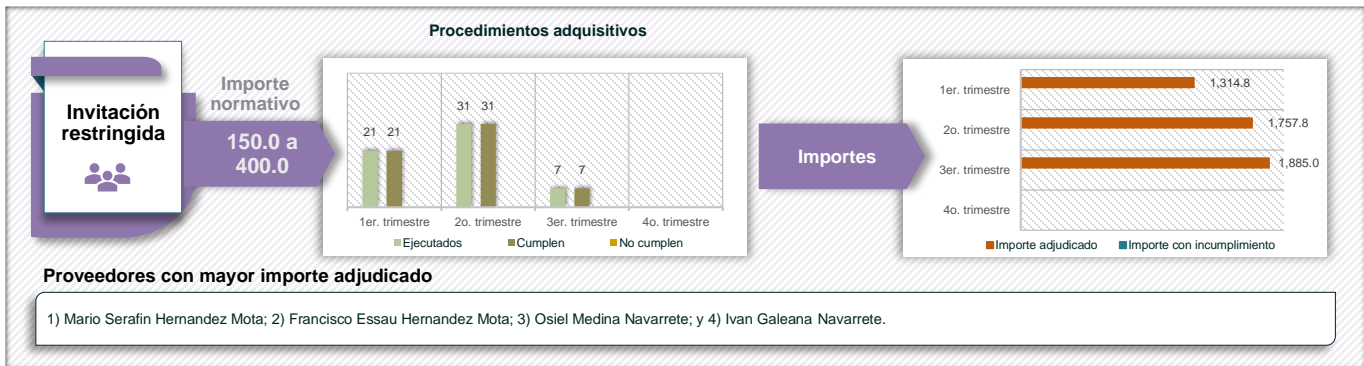 Procedimientos adquisitivos
Invitación
restringida
Importe
normativo
150.0 a
400.0
21 21
31 31
7 7
1er. trimestre 2o. trimestre 3er. trimestre 4o. trimestre
Ejecutados Cumplen No cumplen
Importes
1er. trimestre 1,314.8
2o. trimestre 1,757.8
3er. trimestre 1,885.0
4o. trimestre
Importe adjudicado Importe con incumplimiento
Proveedores con mayor importe adjudicado
1) Mario Serafin Hernandez Mota; 2) Francisco Essau Hernandez Mota; 3) Osiel Medina Navarrete; y 4) Ivan Galeana Navarrete.